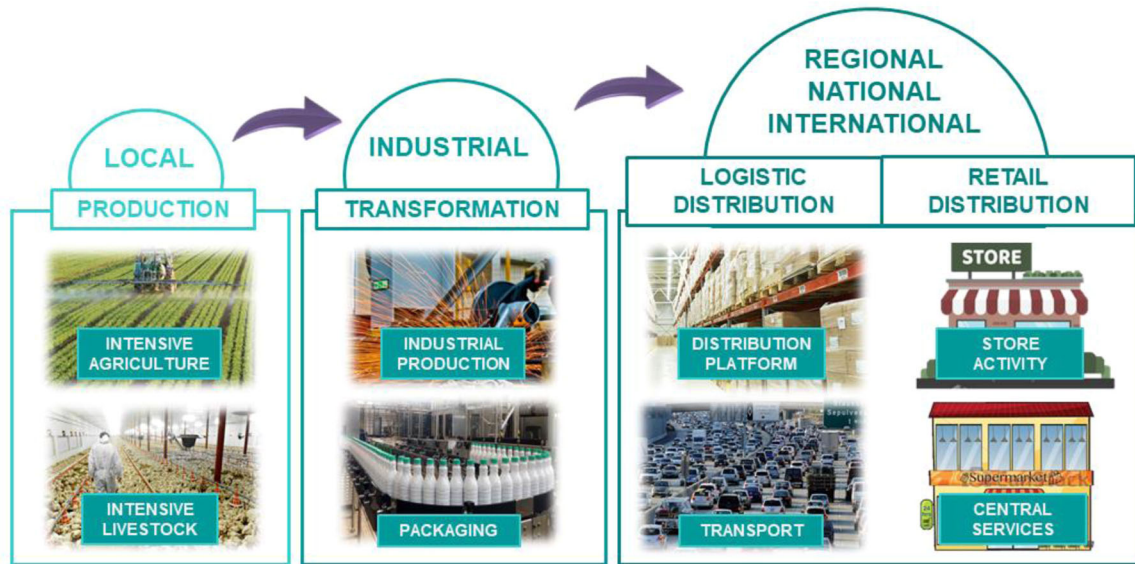 LOCAL
PRODUCTION
INTENSIVE
AGRICULTURE
INTENSIVE
LIVESTOCK
INDUSTRIAL
TRANSFORMATION
INDUSTRIAL
PRODUCTION
PACKAGING
REGIONAL
NATIONAL
INTERNATIONAL
LOGISTIC
DISTRIBUTION
RETAIL
DISTRIBUTION
DISTRIBUTION
PLATFORM
Sepulve
TRANSPORT
STORE
STORE
ACTIVITY
@Supermarket
CENTRAL
SERVICES